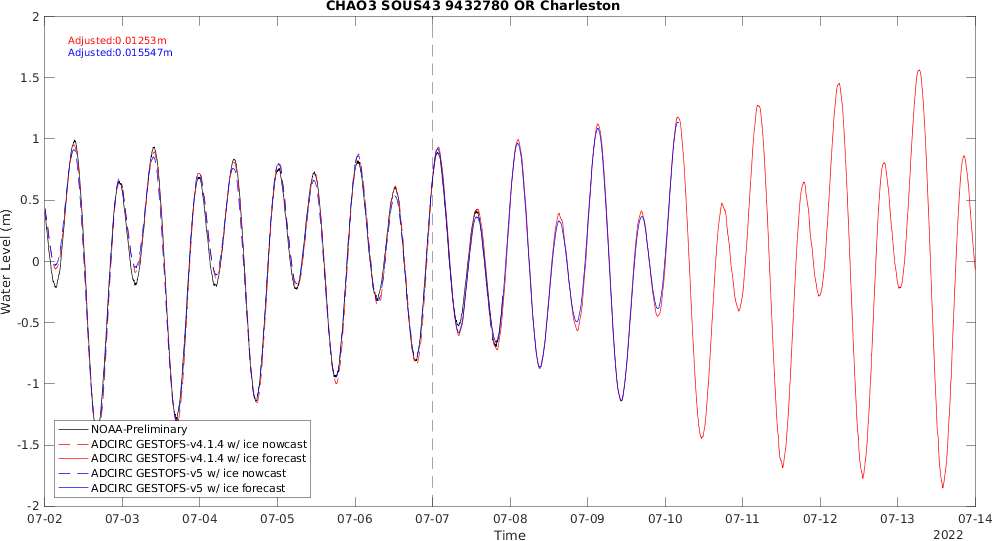 CHAO3 SOUS43 9432780 OR Charleston
Adjusted:0.01253m
Adjusted:0.015547m
2
1.5
1
0.5
0
-0.5
-1
-1.5
-2
Water Level (m)
NOAA-Preliminary
ADCIRC GESTOFS-v4.1.4 w/ ice nowcast
ADCIRC GESTOFS-v4.1.4 w/ ice forecast
ADCIRC GESTOFS-v5 w/ ice nowcast
ADCIRC GESTOFS-v5 w/ ice forecast
07-02 07-03 07-04 07-05 07-06 07-07 07-08 07-09 07-10 07-11 07-12 07-13 07-14
Time
2022